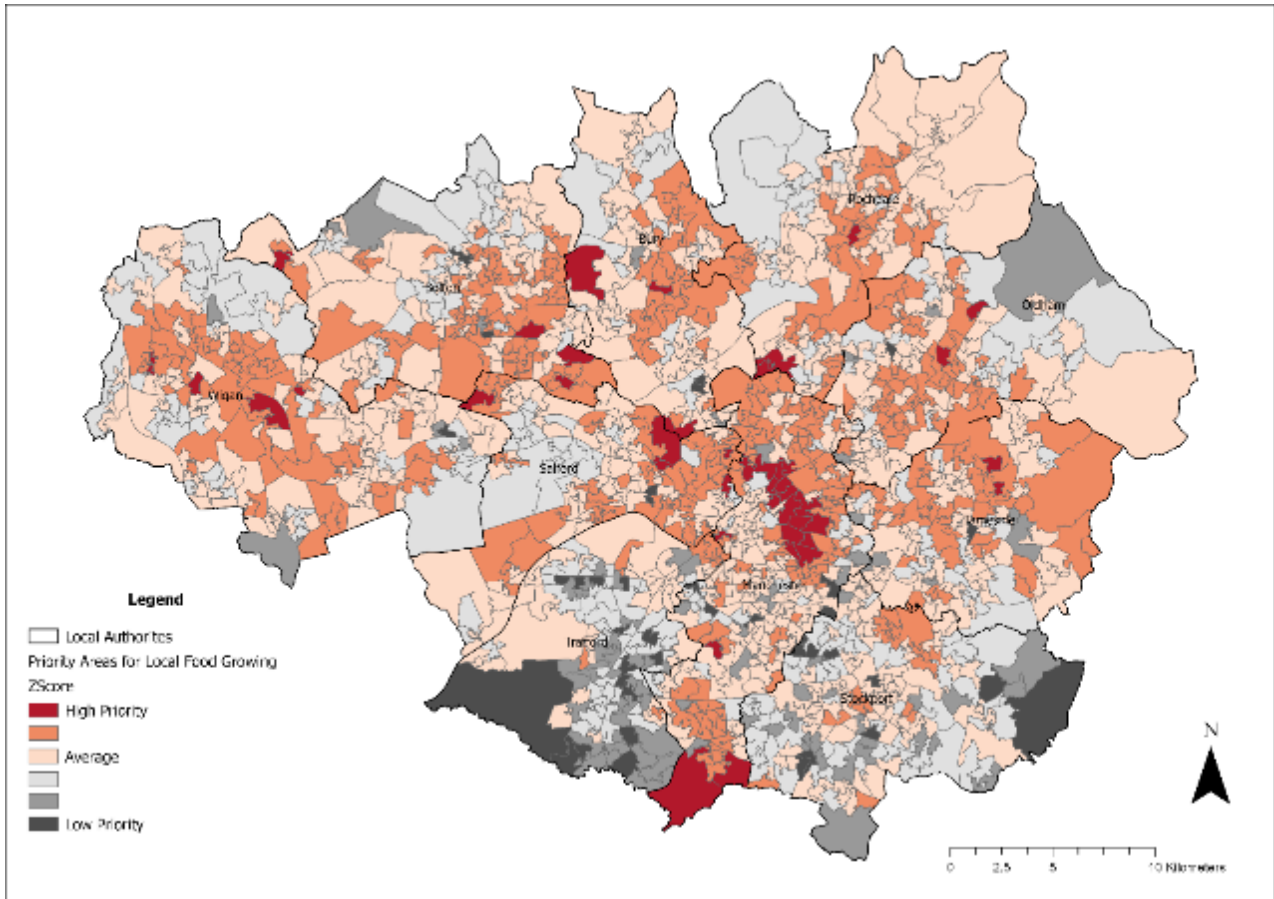 Rochdale
Bury
Bolton
Oldham
Wigan
Salford
Tameside
Manchester
Trafford
Stockport
Legend
Local Authorites
Priority Areas for Local Food Growing
ZScore
High Priority
Average
Low Priority
N
0 2.5 5 10 Kilometers